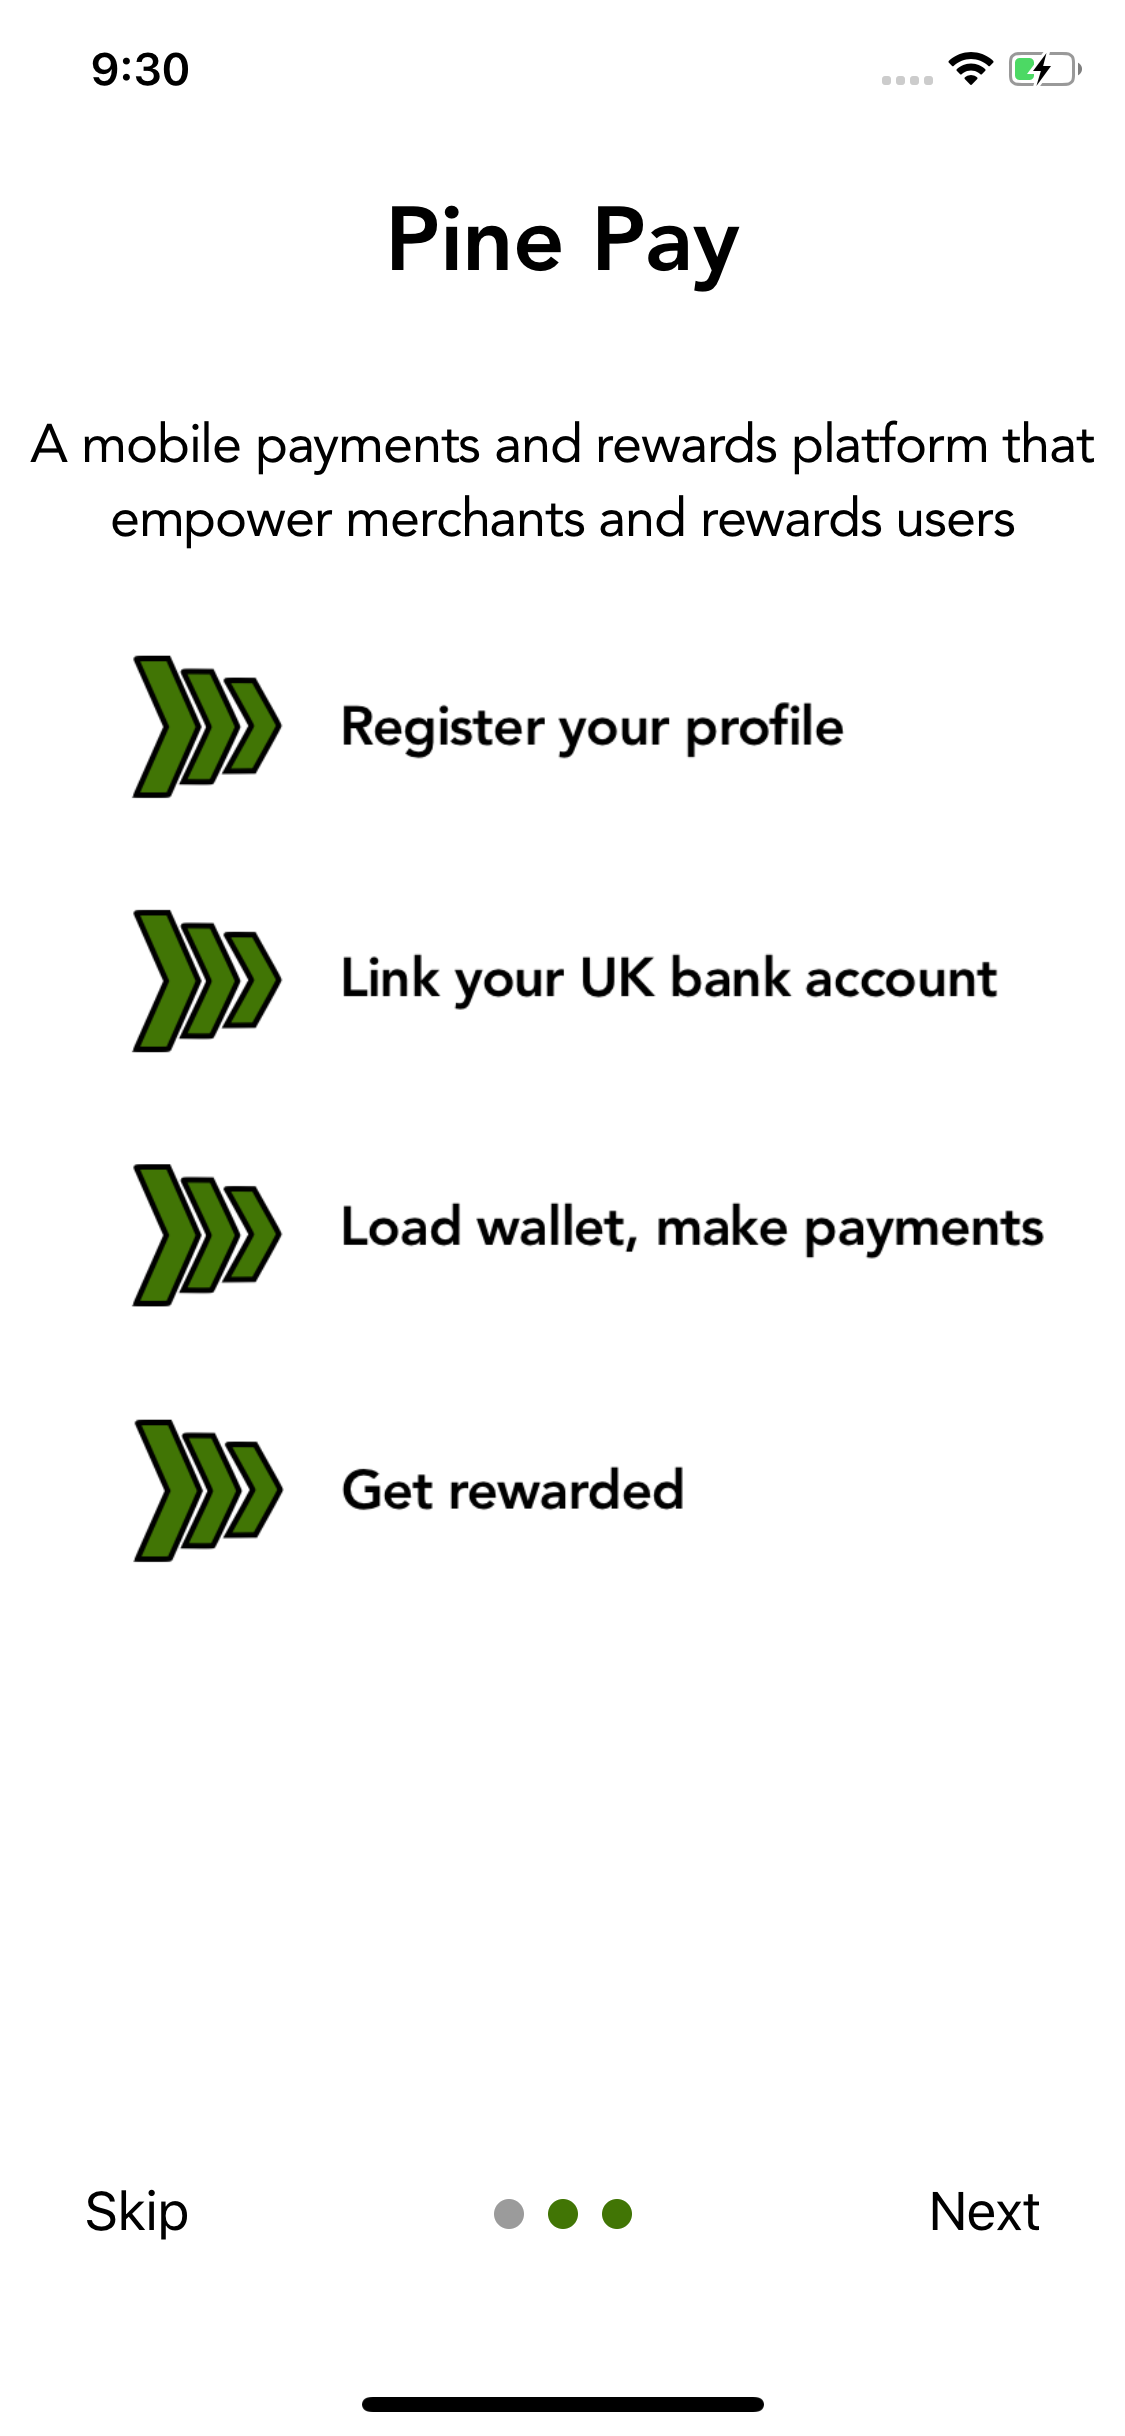 9:30
Pine Pay
A mobile payments and rewards platform that
empower merchants and rewards users
Register your profile
Link your UK bank account
Load wallet, make payments
Get rewarded
Skip
Next